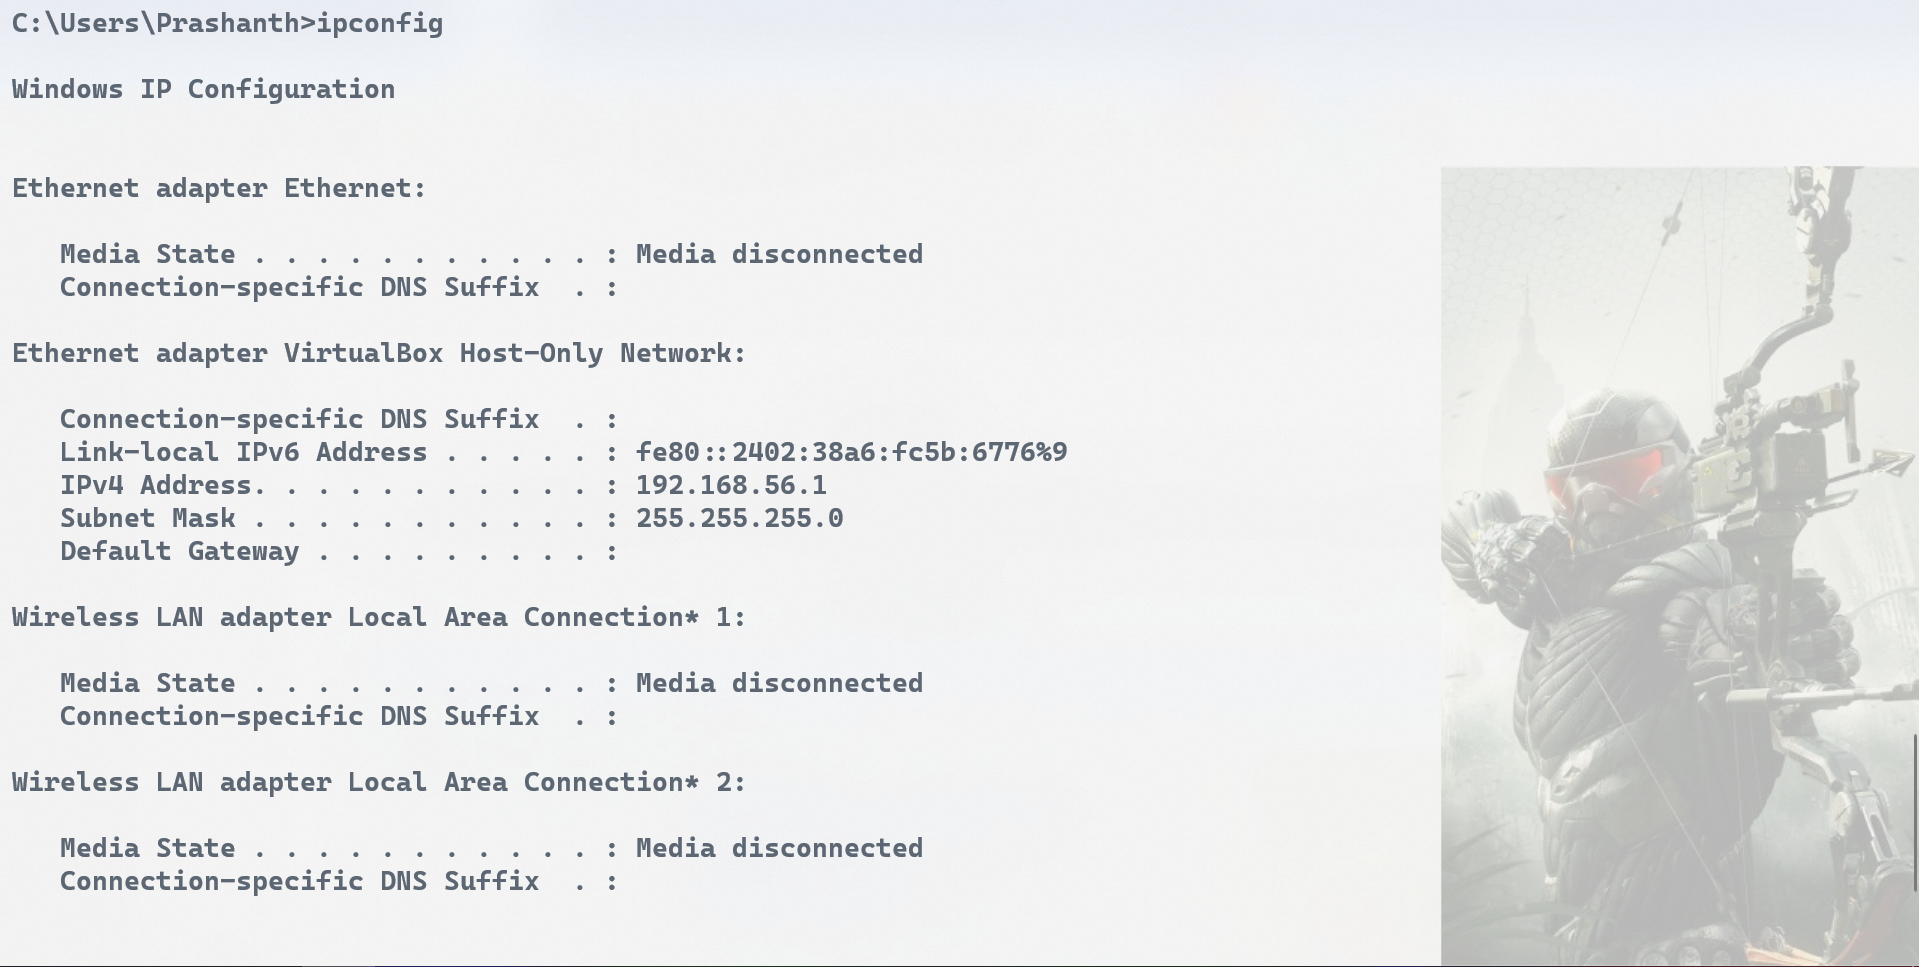 C:\Users\Prashanth>ipconfig
Windows IP Configuration
Ethernet adapter Ethernet:
Media State . . . . . . . . . . . : Media disconnected
Connection-specific DNS Suffix  . :
Ethernet adapter VirtualBox Host-Only Network:
Connection-specific DNS Suffix  . :
Link-local IPv6 Address . . . . . : fe80::2402:38a6:fc5b:6776%9
IPv4 Address. . . . . . . . . . . : 192.168.56.1
Subnet Mask . . . . . . . . . . . : 255.255.255.0
Default Gateway . . . . . . . . . :
Wireless LAN adapter Local Area Connection* 1:
Media State . . . . . . . . . . . : Media disconnected
Connection-specific DNS Suffix  . :
Wireless LAN adapter Local Area Connection* 2:
Media State . . . . . . . . . . . : Media disconnected
Connection-specific DNS Suffix  . :